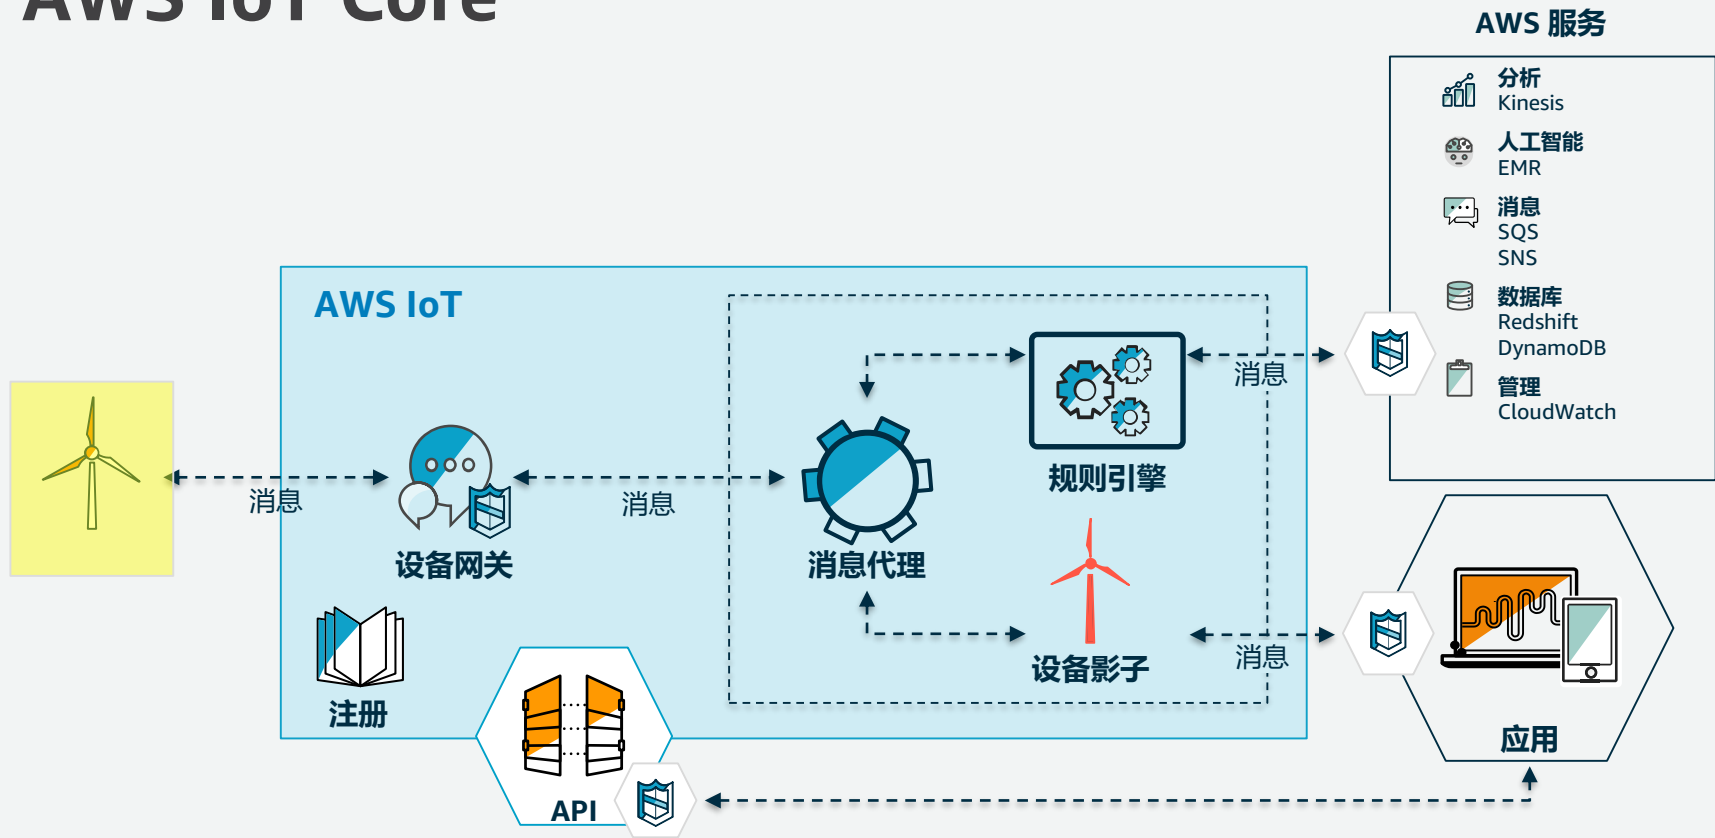 AWS IoT Core
AWS 服务
分析
Kinesis
人工智能
EMR
消息
SQS
SNS
数据库
Redshift
DynamoDB
管理
CloudWatch
AWS IoT
消息
规则引擎
消息
消息
设备网关
消息代理
消息
设备影子
注册
应用
API